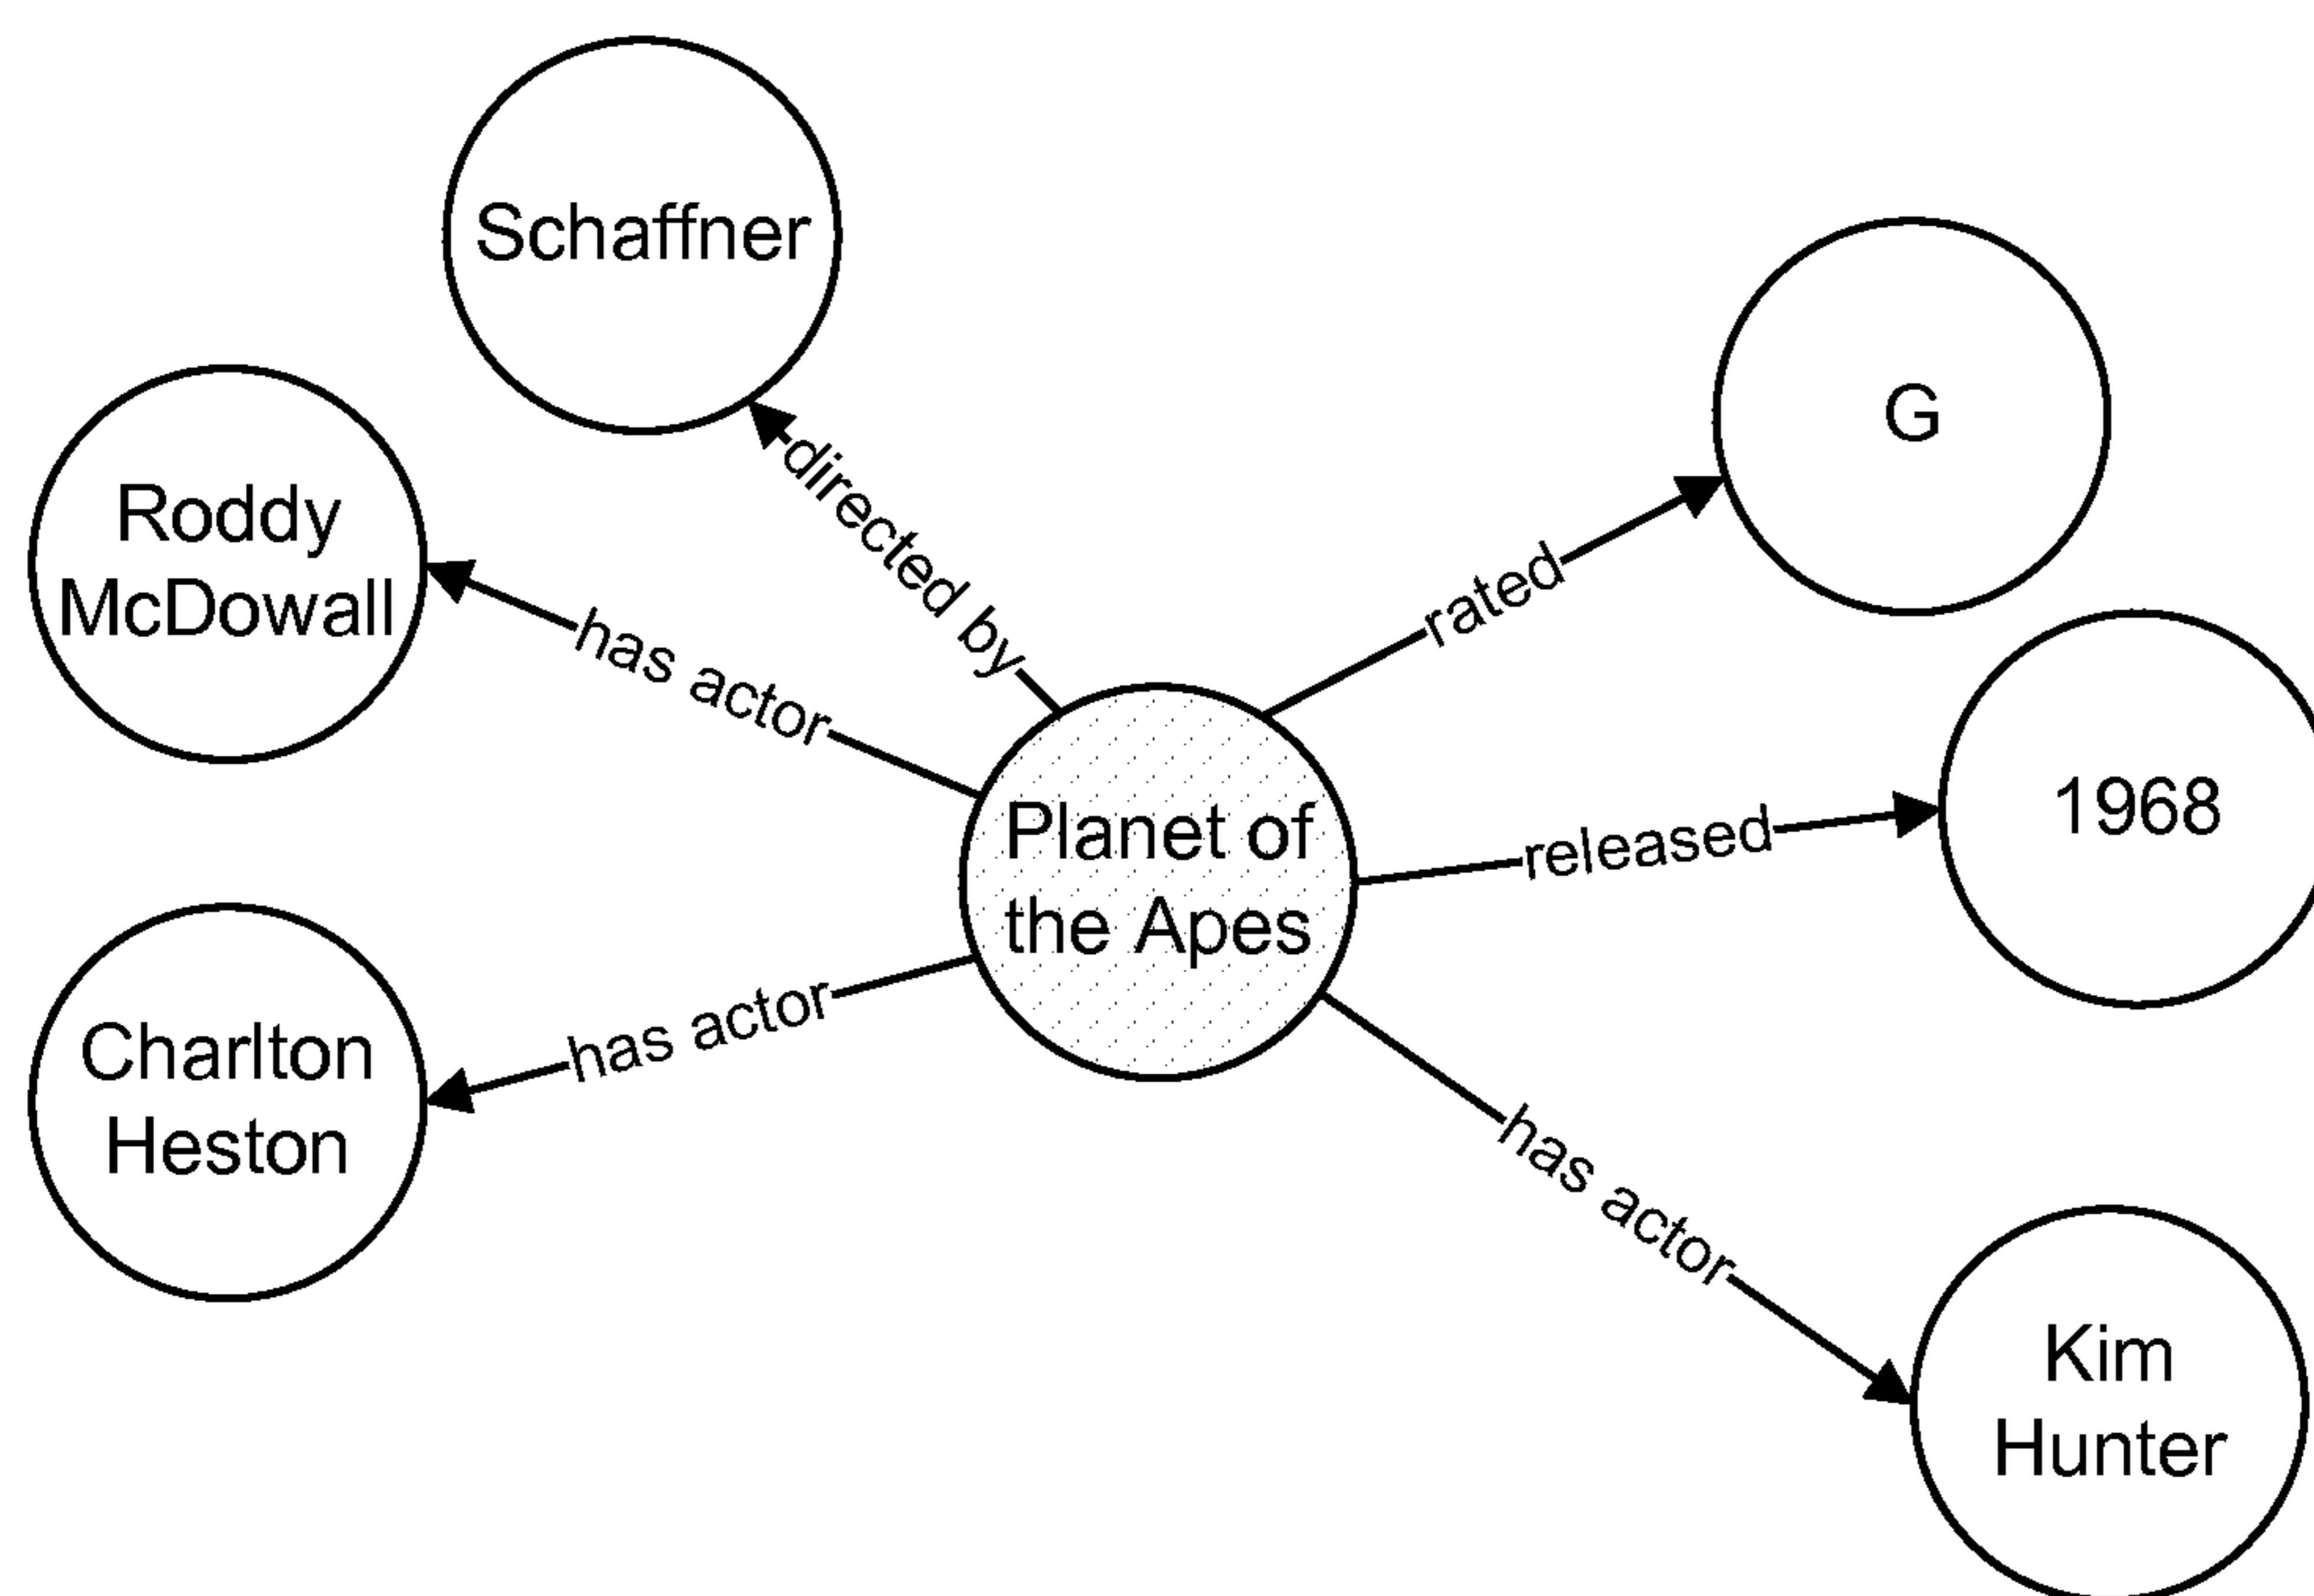 Schaffner
G
Roddy
McDowall
directed by
rated
has actor
1968
released
Planet of
the Apes
Charlton
Heston
has actor
has actor
Kim
Hunter